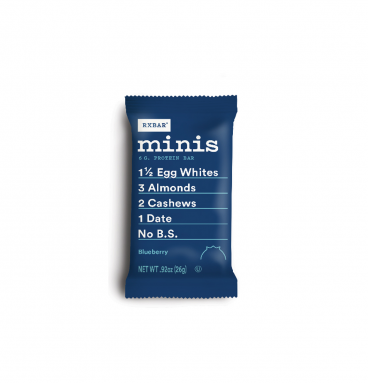 RXBAR®
minis
6 G. PROTEIN BAR
1½ Egg Whites
3 Almonds
2 Cashews
1 Date
No B.S.
Blueberry
NET WT .92oz (26g)